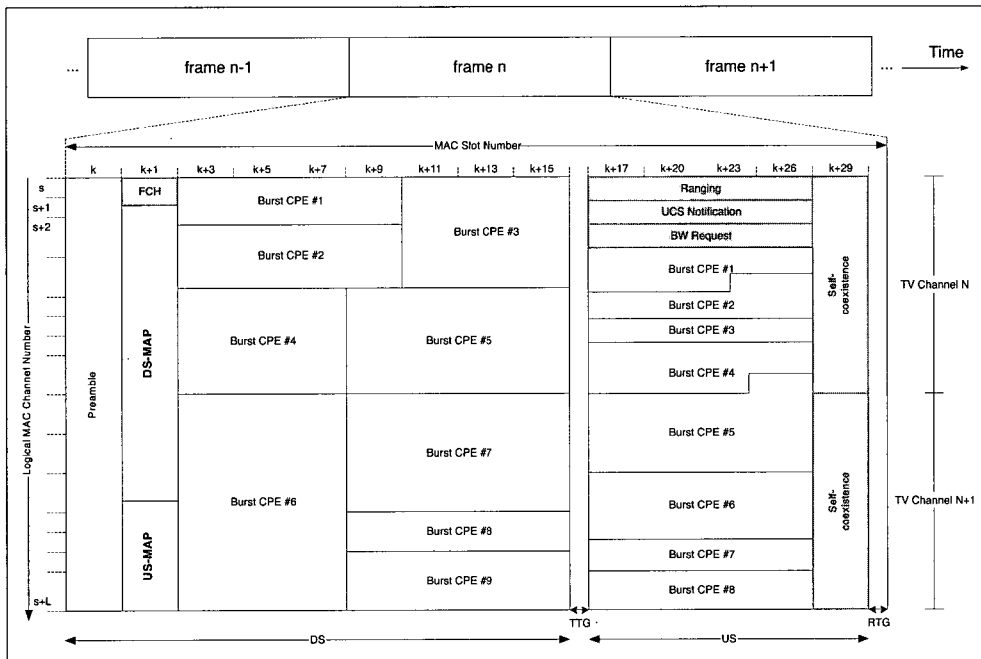 ... frame n-1 frame n frame n+1 ... Time
MAC Slot Number
k k+1 k+3 k+5 k+7 k+9 k+11 k+13 k+15 k+17 k+20 k+23 k+26 k+29
Logical MAC Channel Number
s
s+1
s+2
s+L
Preamble
FCH
DS-MAP
US-MAP
Burst CPE #1
Burst CPE #2
Burst CPE #3
Burst CPE #4
Burst CPE #5
Burst CPE #6
Burst CPE #7
Burst CPE #8
Burst CPE #9
Ranging
UCS Notification
BW Request
Burst CPE #1
Burst CPE #2
Burst CPE #3
Burst CPE #4
Burst CPE #5
Burst CPE #6
Burst CPE #7
Burst CPE #8
Self-
coexistence
Self-
coexistence
TV Channel N
TV Channel N+1
DS TTG US RTG